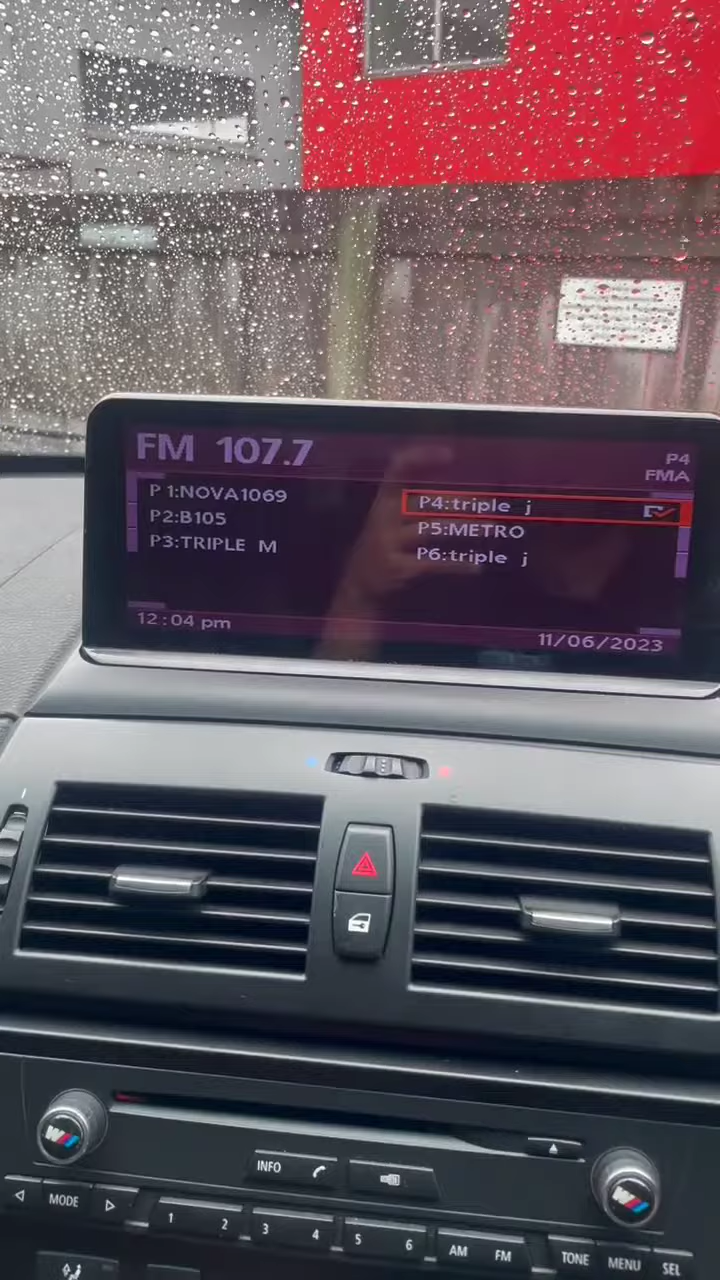 FM 107.7
P4
FMA
P 1:NOVA1069
P2:B105
P3:TRIPLE M
P4:triple j
P5:METRO
P6:triple j
12:04 pm
11/06/2023
INFO
MODE
1 2 3 4 5 6
AM FM
TONE MENU SEL